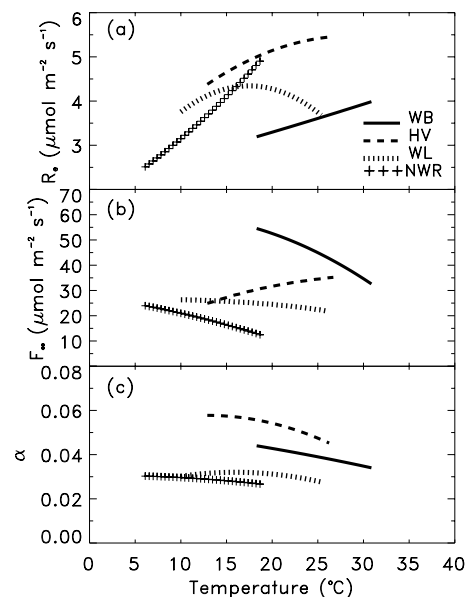 (a)
6
5
4
3
R_e (μmol m⁻² s⁻¹)
WB
HV
WL
NWR
(b)
70
60
50
40
30
20
10
F_∞ (μmol m⁻² s⁻¹)
(c)
0.08
0.06
0.04
0.02
0.00
α
0 5 10 15 20 25 30 35 40
Temperature (°C)